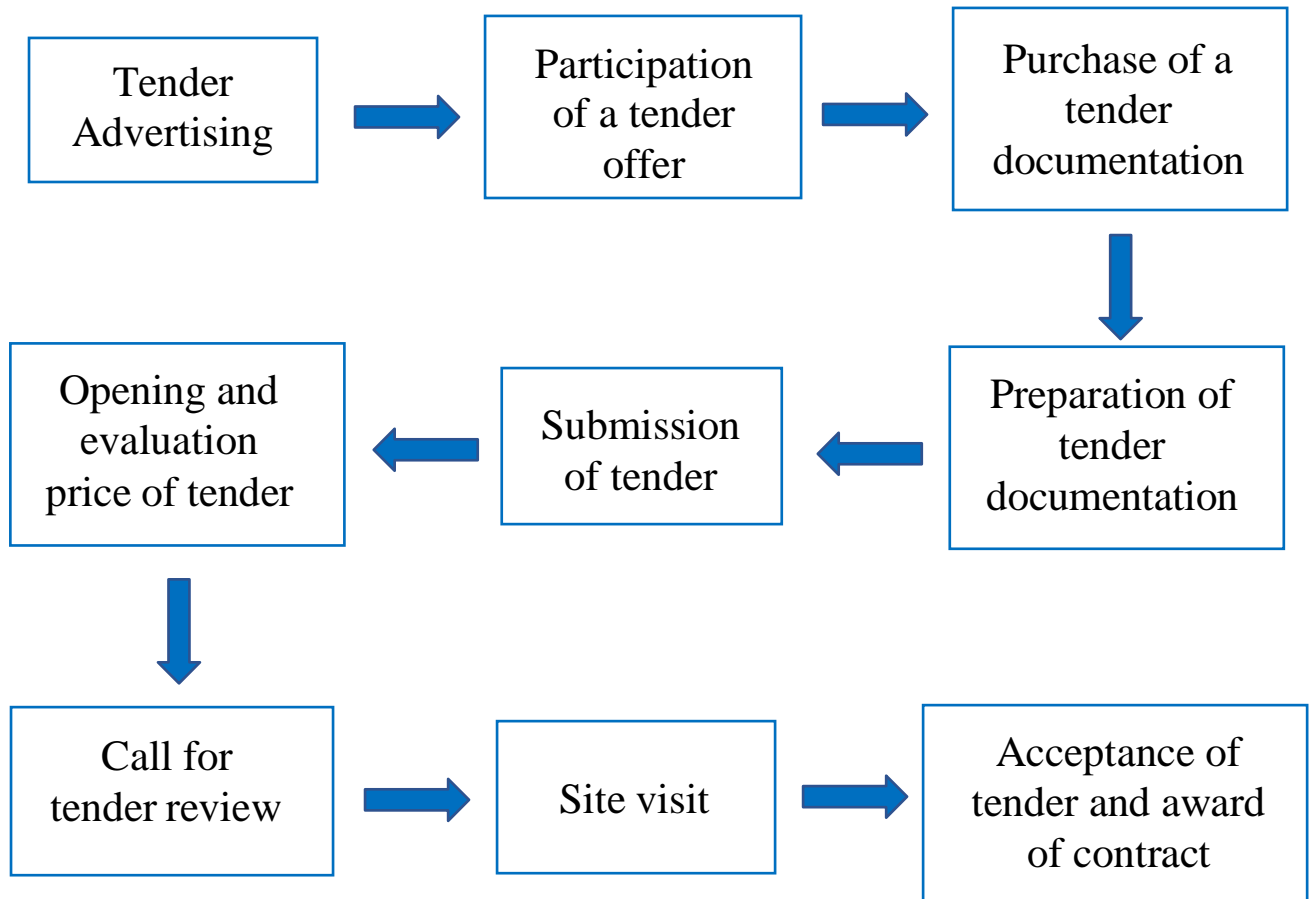 Tender
Advertising
Participation
of a tender
offer
Purchase of a
tender
documentation
Preparation of
tender
documentation
Submission
of tender
Opening and
evaluation
price of tender
Call for
tender review
Site visit
Acceptance of
tender and award
of contract